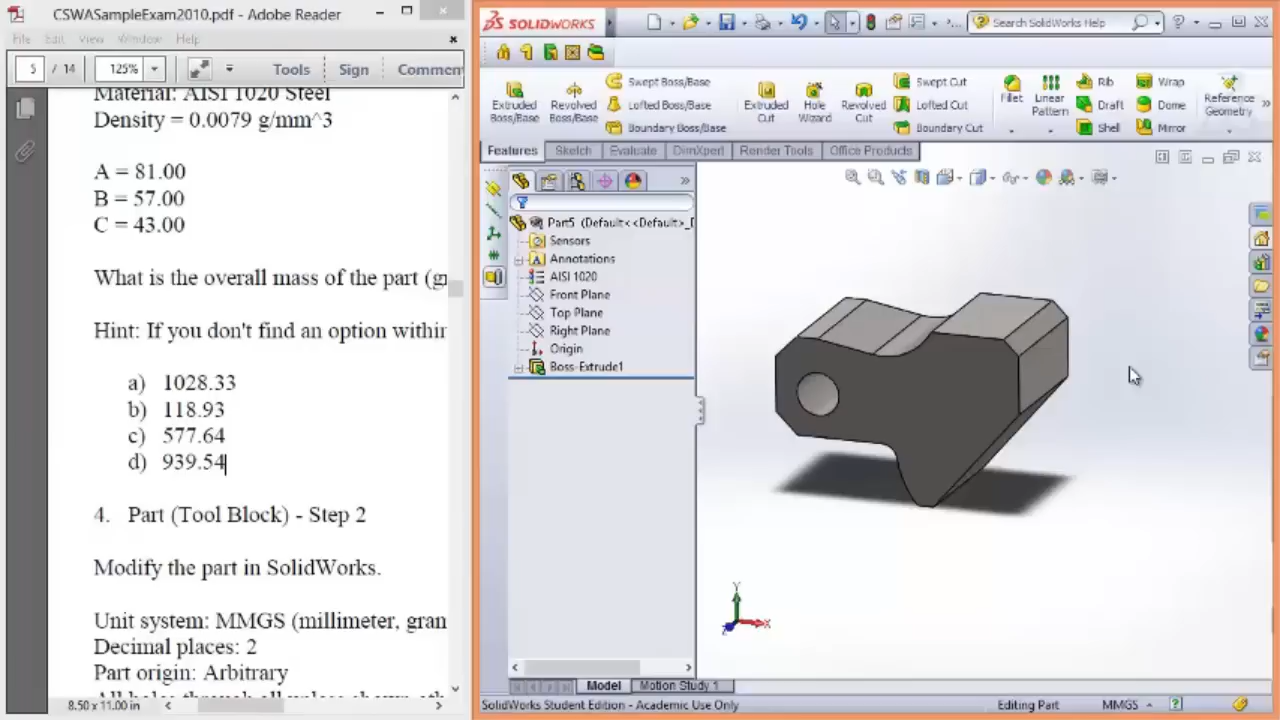 CSWASampleExam2010.pdf - Adobe Reader
File Edit View Window Help
5 / 14 125% Tools Sign Commen
Material: AISI 1020 Steel
Density = 0.0079 g/mm^3
A = 81.00
B = 57.00
C = 43.00
What is the overall mass of the part (gr
Hint: If you don't find an option within
a) 1028.33
b) 118.93
c) 577.64
d) 939.54
4. Part (Tool Block) - Step 2
Modify the part in SolidWorks.
Unit system: MMGS (millimeter, gram
Decimal places: 2
Part origin: Arbitrary
8.50 x 11.00 in
SOLIDWORKS
Search SolidWorks Help
Extruded Boss/Base
Revolved Boss/Base
Swept Boss/Base
Lofted Boss/Base
Boundary Boss/Base
Extruded Cut
Hole Wizard
Revolved Cut
Swept Cut
Lofted Cut
Boundary Cut
Fillet
Linear Pattern
Rib
Draft
Shell
Wrap
Dome
Mirror
Reference Geometry
Features Sketch Evaluate DimXpert Render Tools Office Products
Part5 (Default<<Default>_D
Sensors
Annotations
AISI 1020
Front Plane
Top Plane
Right Plane
Origin
Boss-Extrude1
Y
X
Z
Model Motion Study 1
SolidWorks Student Edition - Academic Use Only
Editing Part MMGS